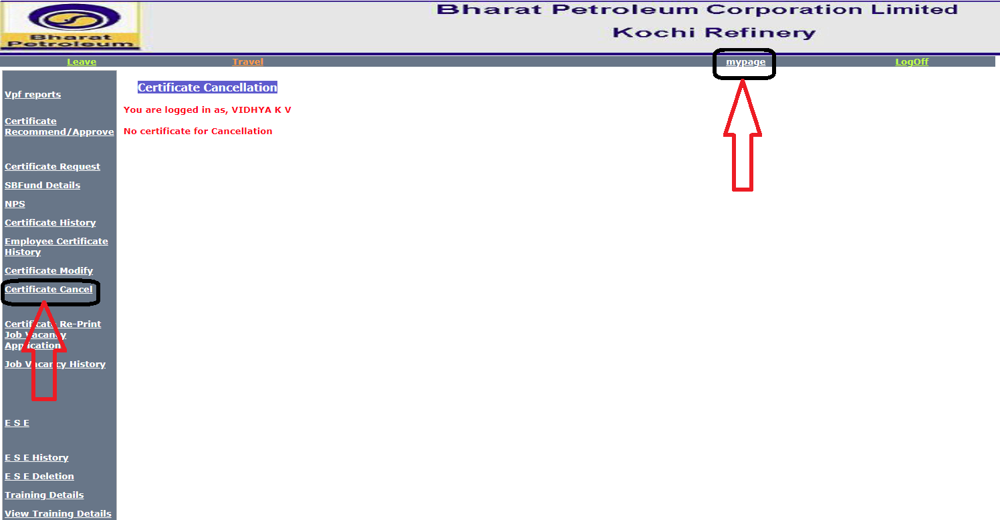 Bharat Petroleum Corporation Limited
Kochi Refinery
Bharat
Petroleum
Leave
Travel
mypage
LogOff
Vpf reports
Certificate
Recommend/Approve
Certificate Request
SBFund Details
NPS
Certificate History
Employee Certificate
History
Certificate Modify
Certificate Cancel
Certificate Re-Print
Job Vacancy
Application
Job Vacancy History
E S E
E S E History
E S E Deletion
Training Details
View Training Details
Certificate Cancellation
You are logged in as, VIDHYA K V
No certificate for Cancellation